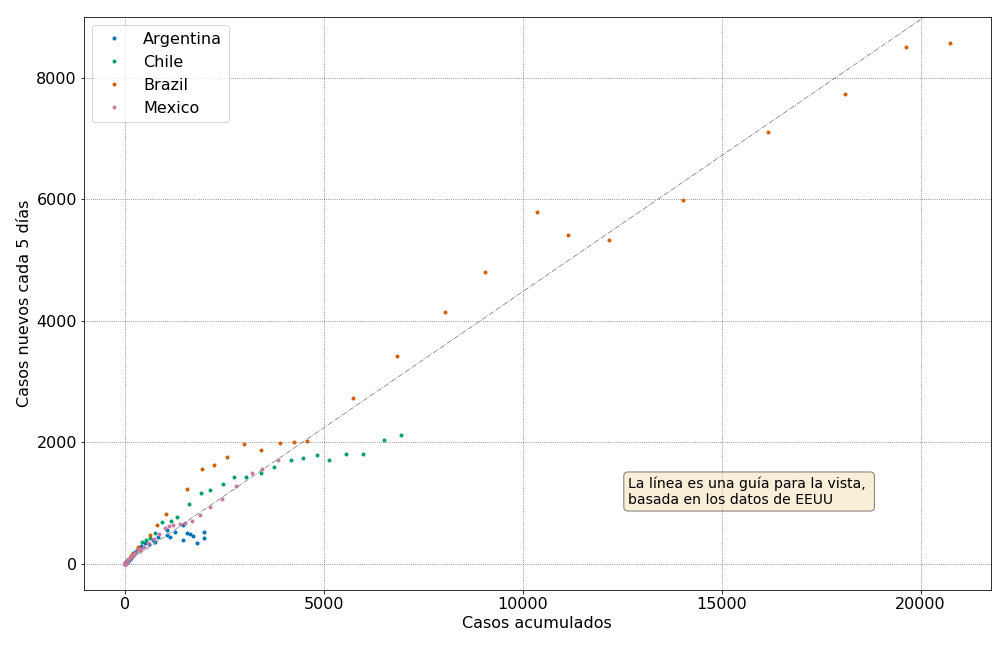 Argentina
Chile
Brazil
Mexico
8000
6000
4000
2000
0
Casos nuevos cada 5 días
La línea es una guía para la vista,
basada en los datos de EEUU
0
5000
10000
15000
20000
Casos acumulados